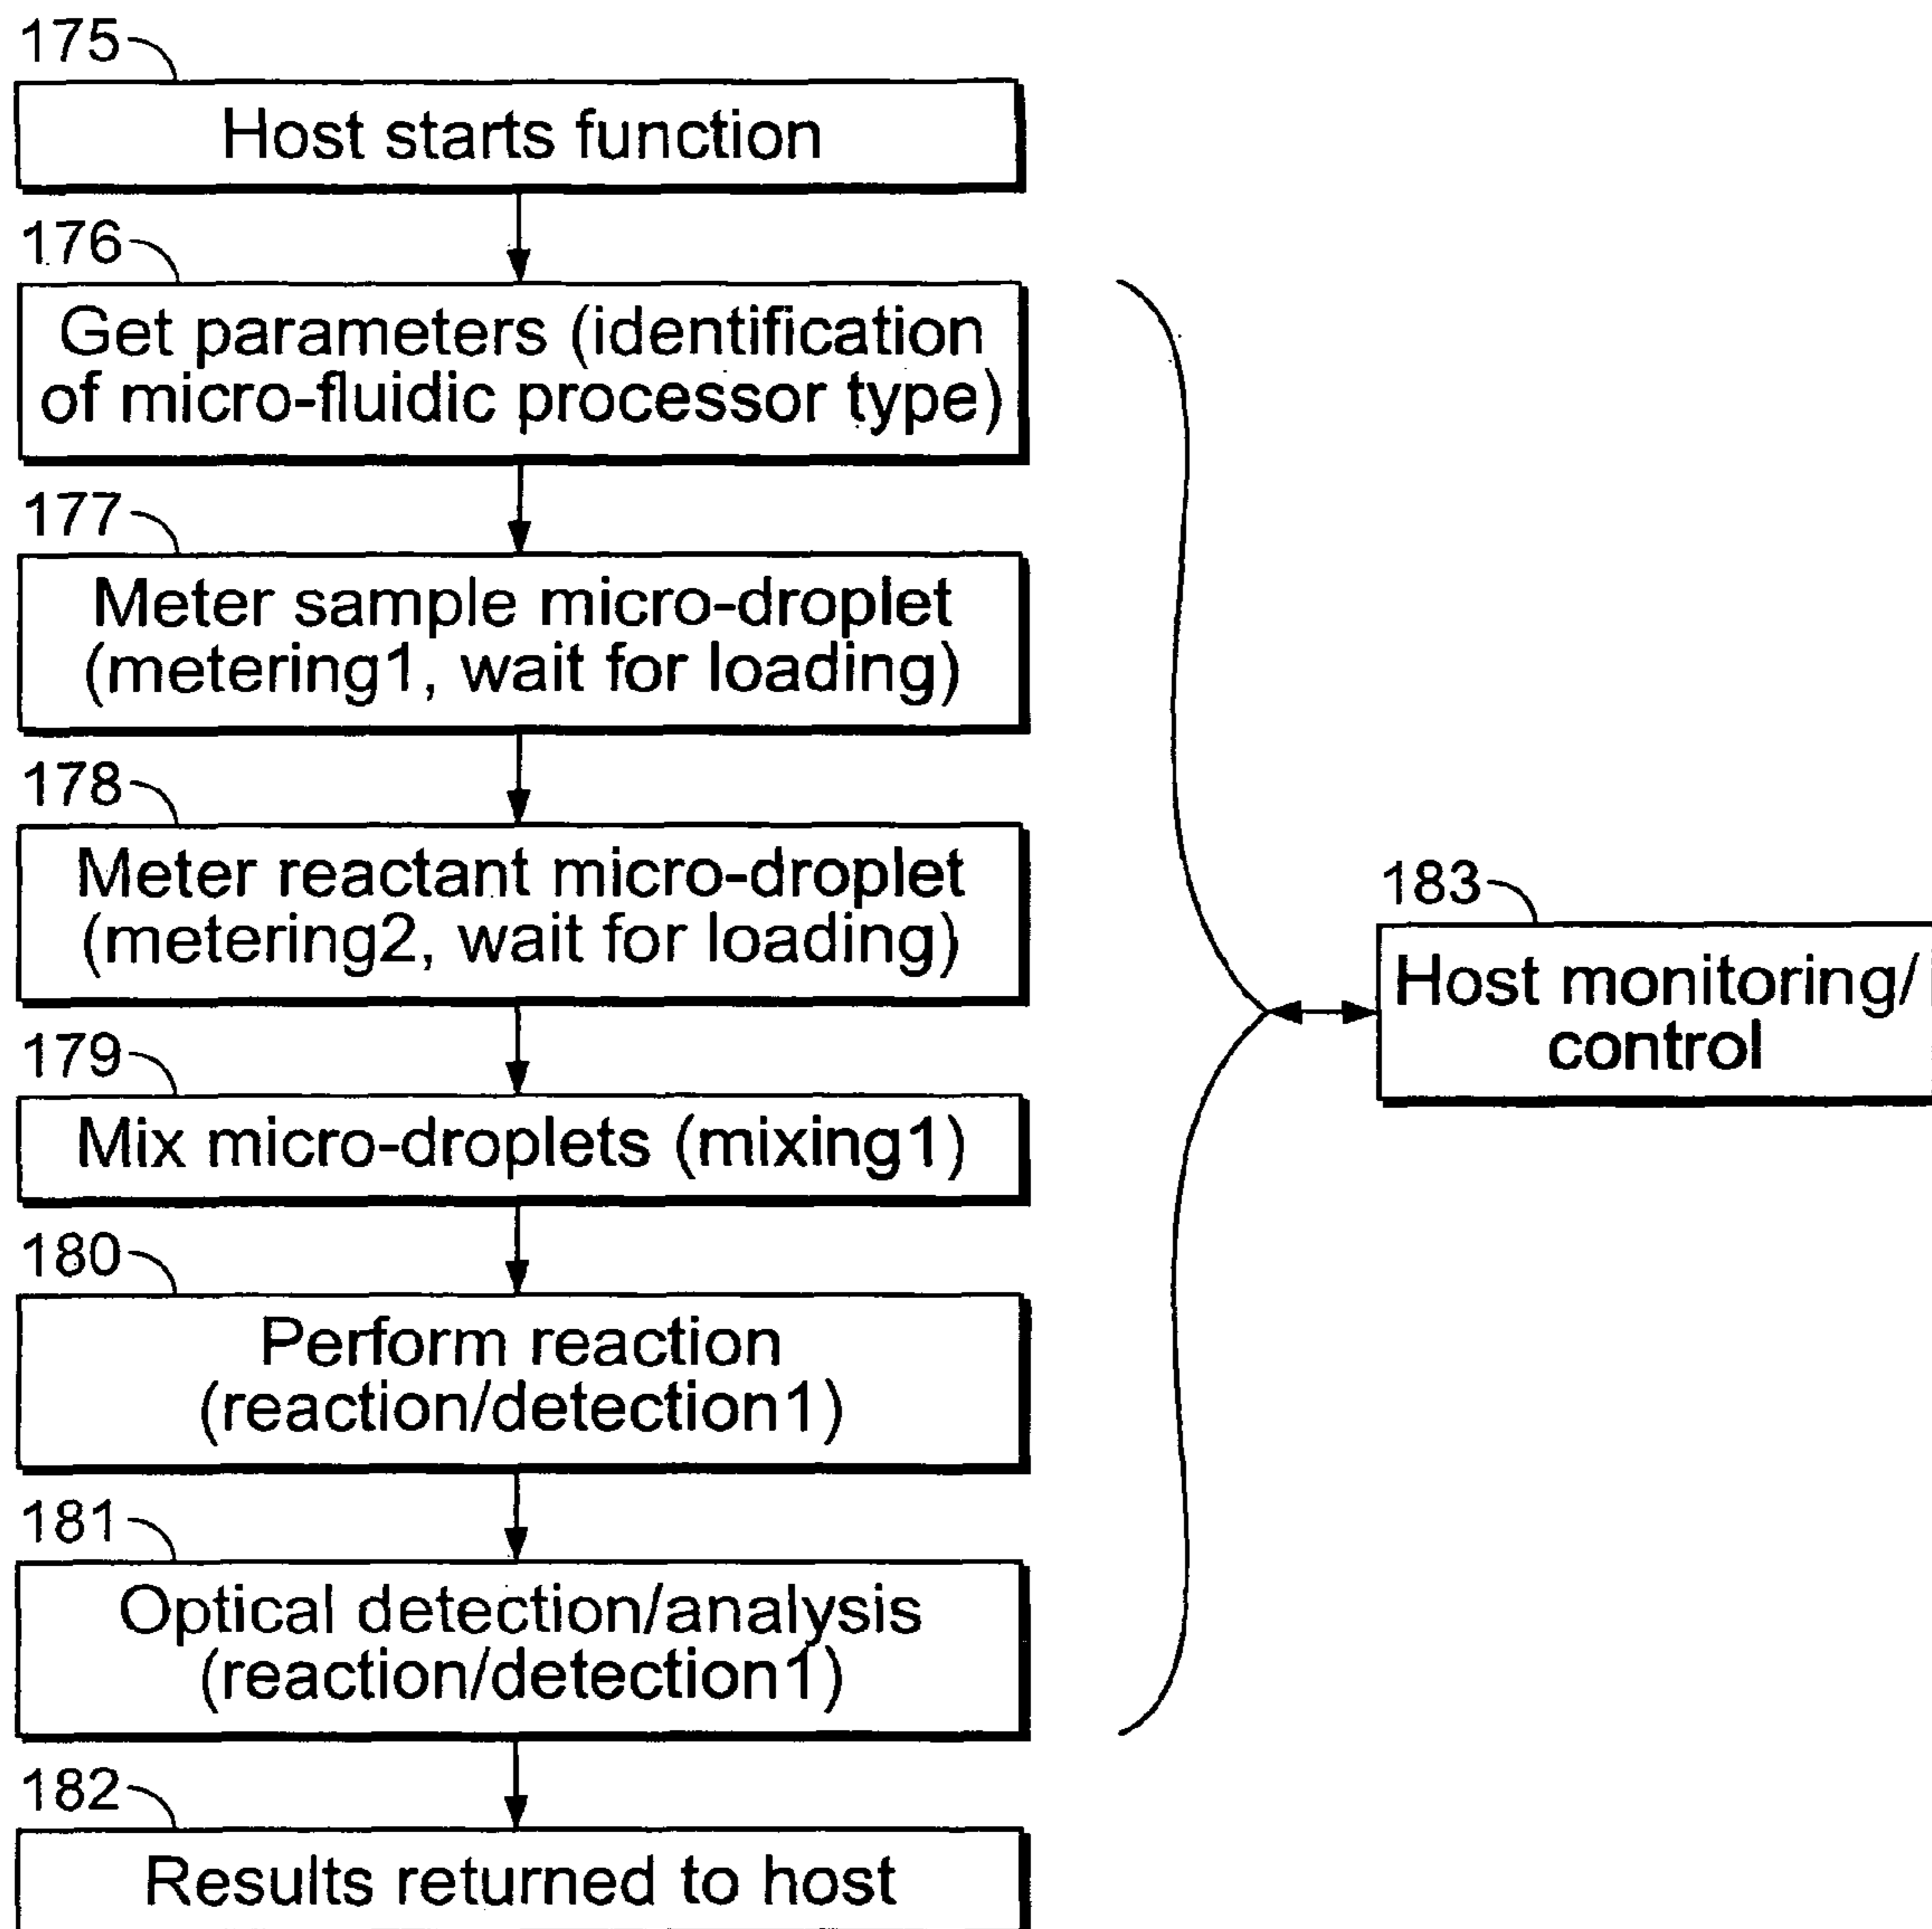 175
Host starts function
176
Get parameters (identification
of micro-fluidic processor type)
177
Meter sample micro-droplet
(metering1, wait for loading)
178
Meter reactant micro-droplet
(metering2, wait for loading)
179
Mix micro-droplets (mixing1)
180
Perform reaction
(reaction/detection1)
181
Optical detection/analysis
(reaction/detection1)
182
Results returned to host
183
Host monitoring/
control